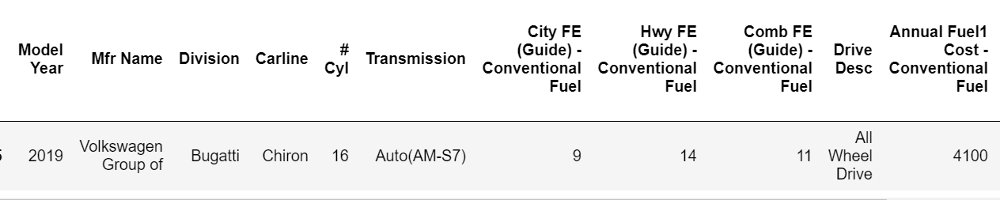 Model Year Mfr Name Division Carline # Cyl Transmission City FE (Guide) - Conventional Fuel Hwy FE (Guide) - Conventional Fuel Comb FE (Guide) - Conventional Fuel Drive Desc Annual Fuel1 Cost - Conventional Fuel
2019 Volkswagen Group of Bugatti Chiron 16 Auto(AM-S7) 9 14 11 All Wheel Drive 4100